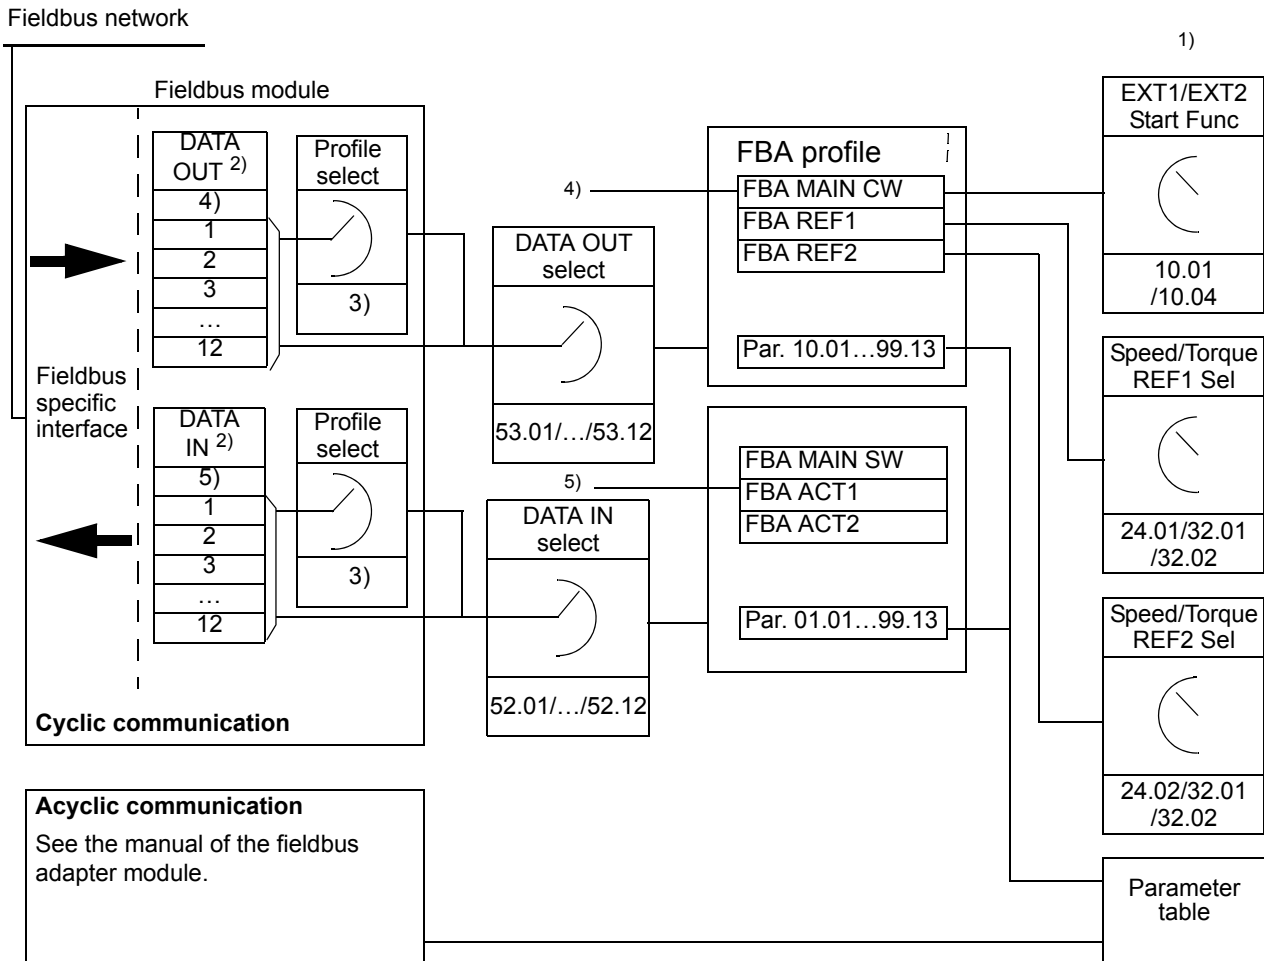 Fieldbus network
1)
Fieldbus module
Fieldbus
specific
interface
DATA
OUT 2)
4)
1
2
3
…
12
Profile
select
3)
DATA
IN 2)
5)
1
2
3
…
12
Profile
select
3)
Cyclic communication
DATA OUT
select
53.01/…/53.12
DATA IN
select
52.01/…/52.12
4)
FBA profile
FBA MAIN CW
FBA REF1
FBA REF2
Par. 10.01…99.13
5)
FBA MAIN SW
FBA ACT1
FBA ACT2
Par. 01.01…99.13
EXT1/EXT2
Start Func
10.01
/10.04
Speed/Torque
REF1 Sel
24.01/32.01
/32.02
Speed/Torque
REF2 Sel
24.02/32.01
/32.02
Acyclic communication
See the manual of the fieldbus
adapter module.
Parameter
table